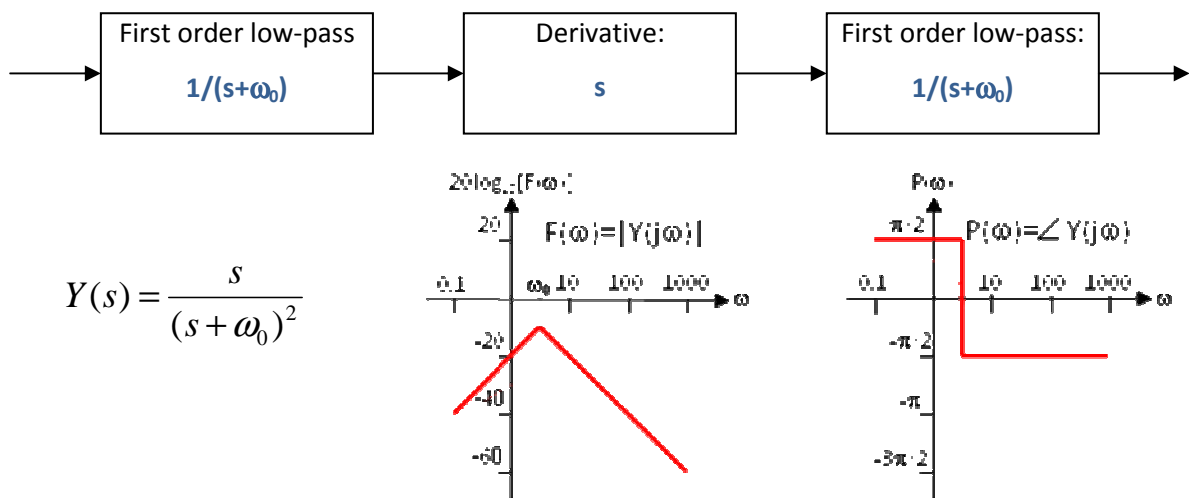 First order low-pass
1/(s+ω₀)
Derivative:
s
First order low-pass:
1/(s+ω₀)
Y(s) = s / (s + ω₀)²
20
F(ω)=|Y(jω)|
0.1 ω₀ 10 100 1000 ω
-20
-40
-60
P(ω)
π·2
P(ω)=∠ Y(jω)
0.1 10 100 1000 ω
-π·2
-π
-3π·2